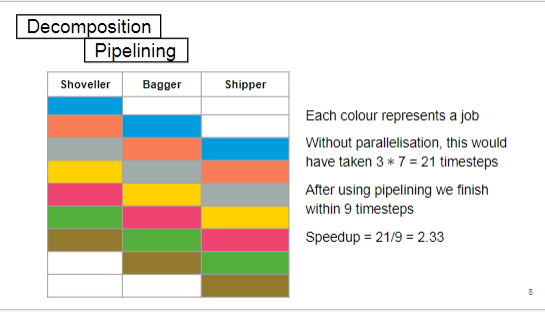 Decomposition
Pipelining
Shoveller Bagger Shipper
Each colour represents a job
Without parallelisation, this would
have taken 3 * 7 = 21 timesteps
After using pipelining we finish
within 9 timesteps
Speedup = 21/9 = 2.33
8